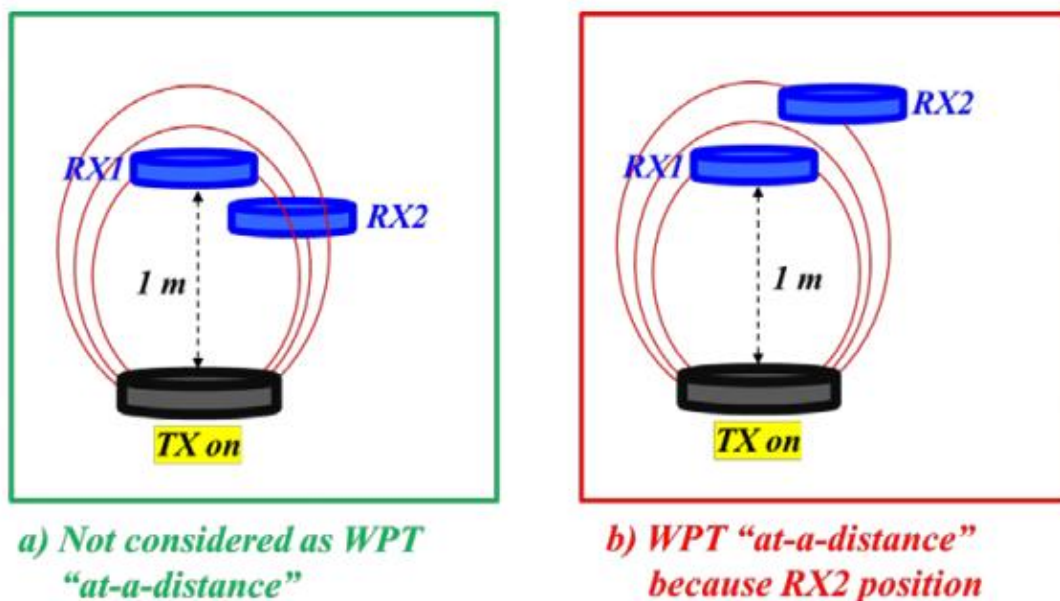 RX1
RX2
1 m
TX on
a) Not considered as WPT
“at-a-distance”
RX2
RX1
1 m
TX on
b) WPT “at-a-distance”
because RX2 position